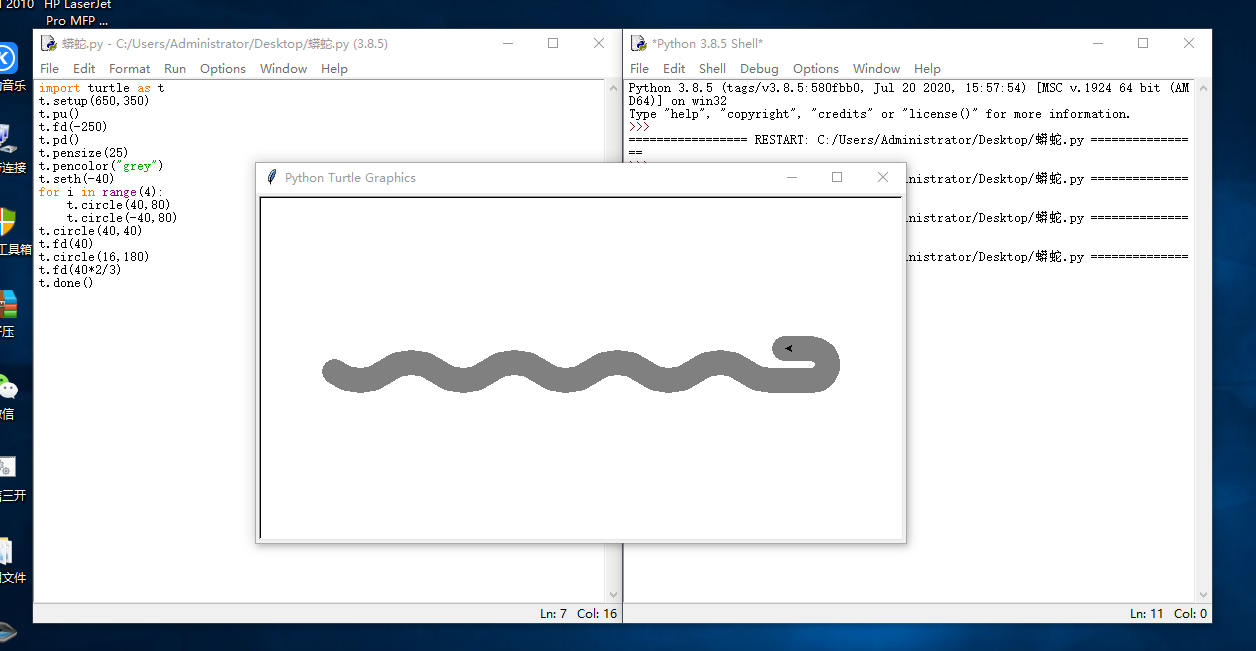 2010
HP LaserJet
Pro MFP ...
音乐
连接
工具箱
压
微信
三开
文件
蟒蛇.py - C:/Users/Administrator/Desktop/蟒蛇.py (3.8.5)
File Edit Format Run Options Window Help
import turtle as t
t.setup(650,350)
t.pu()
t.fd(-250)
t.pd()
t.pensize(25)
t.pencolor("grey")
t.seth(-40)
for i in range(4):
    t.circle(40,80)
    t.circle(-40,80)
t.circle(40,40)
t.fd(40)
t.circle(16,180)
t.fd(40*2/3)
t.done()
Ln: 7 Col: 16
*Python 3.8.5 Shell*
File Edit Shell Debug Options Window Help
Python 3.8.5 (tags/v3.8.5:580fbb0, Jul 20 2020, 15:57:54) [MSC v.1924 64 bit (AM
D64)] on win32
Type "help", "copyright", "credits" or "license()" for more information.
>>>
================= RESTART: C:/Users/Administrator/Desktop/蟒蛇.py ==============
==
>>>
inistrator/Desktop/蟒蛇.py ==============
inistrator/Desktop/蟒蛇.py ==============
inistrator/Desktop/蟒蛇.py ==============
Ln: 11 Col: 0
Python Turtle Graphics